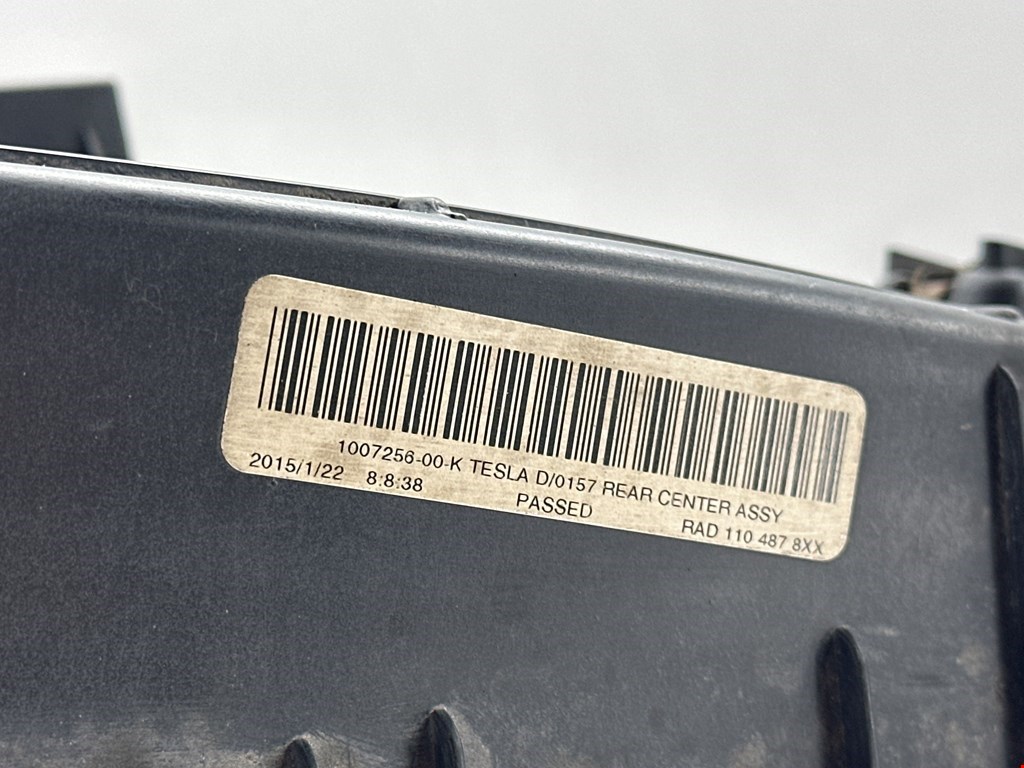 1007256-00-K TESLA D/0157 REAR CENTER ASSY
2015/1/22 8:8:38 PASSED RAD 110 487 8XX